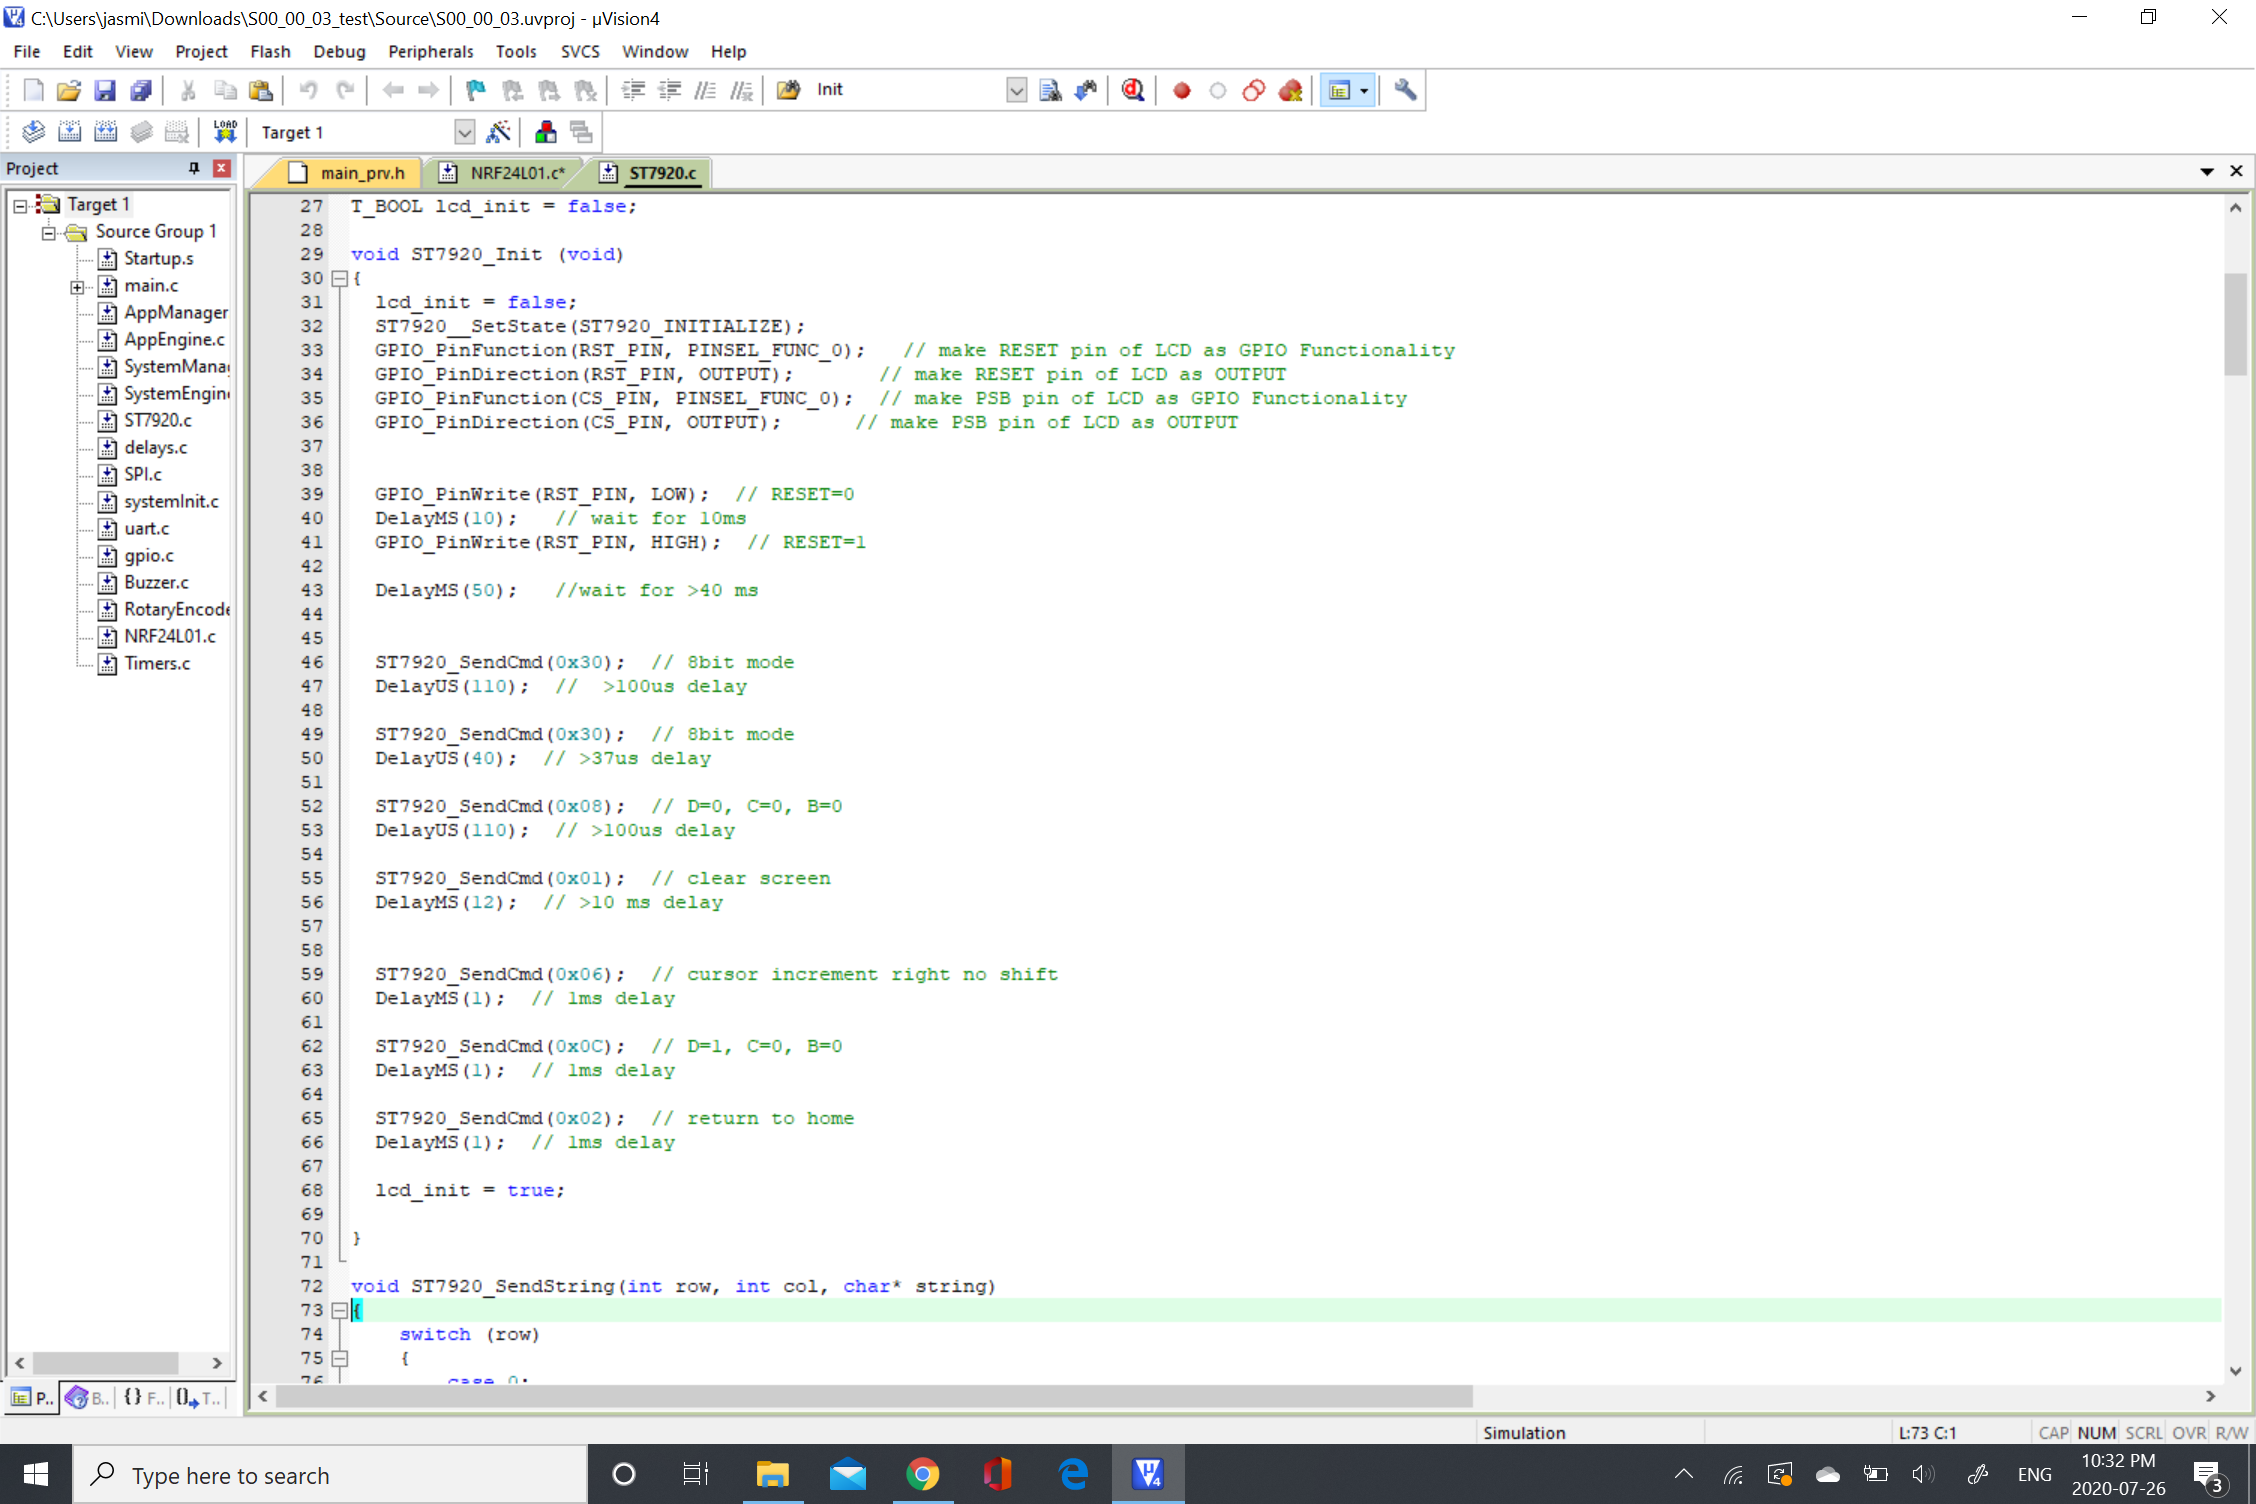 C:\Users\jasmi\Downloads\S00_00_03_test\Source\S00_00_03.uvproj - µVision4
File Edit View Project Flash Debug Peripherals Tools SVCS Window Help
Init
LOAD Target 1
Project
main_prv.h NRF24L01.c* ST7920.c
Target 1
Source Group 1
Startup.s
main.c
AppManager
AppEngine.c
SystemMana
SystemEngin
ST7920.c
delays.c
SPI.c
systemInit.c
uart.c
gpio.c
Buzzer.c
RotaryEncode
NRF24L01.c
Timers.c
P.. B.. {} F.. T..
27 T_BOOL lcd_init = false;
28
29 void ST7920_Init (void)
30 {
31 lcd_init = false;
32 ST7920__SetState(ST7920_INITIALIZE);
33 GPIO_PinFunction(RST_PIN, PINSEL_FUNC_0); // make RESET pin of LCD as GPIO Functionality
34 GPIO_PinDirection(RST_PIN, OUTPUT); // make RESET pin of LCD as OUTPUT
35 GPIO_PinFunction(CS_PIN, PINSEL_FUNC_0); // make PSB pin of LCD as GPIO Functionality
36 GPIO_PinDirection(CS_PIN, OUTPUT); // make PSB pin of LCD as OUTPUT
37
38
39 GPIO_PinWrite(RST_PIN, LOW); // RESET=0
40 DelayMS(10); // wait for 10ms
41 GPIO_PinWrite(RST_PIN, HIGH); // RESET=1
42
43 DelayMS(50); //wait for >40 ms
44
45
46 ST7920_SendCmd(0x30); // 8bit mode
47 DelayUS(110); // >100us delay
48
49 ST7920_SendCmd(0x30); // 8bit mode
50 DelayUS(40); // >37us delay
51
52 ST7920_SendCmd(0x08); // D=0, C=0, B=0
53 DelayUS(110); // >100us delay
54
55 ST7920_SendCmd(0x01); // clear screen
56 DelayMS(12); // >10 ms delay
57
58
59 ST7920_SendCmd(0x06); // cursor increment right no shift
60 DelayMS(1); // 1ms delay
61
62 ST7920_SendCmd(0x0C); // D=1, C=0, B=0
63 DelayMS(1); // 1ms delay
64
65 ST7920_SendCmd(0x02); // return to home
66 DelayMS(1); // 1ms delay
67
68 lcd_init = true;
69
70 }
71
72 void ST7920_SendString(int row, int col, char* string)
73 {
74 switch (row)
75 {
76 case 0:
Simulation L:73 C:1 CAP NUM SCRL OVR R/W
Type here to search
ENG
10:32 PM
2020-07-26
3